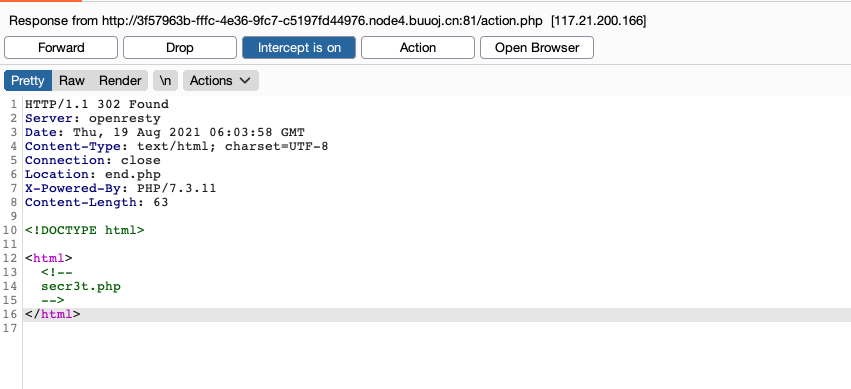 Response from http://3f57963b-fffc-4e36-9fc7-c5197fd44976.node4.buuoj.cn:81/action.php [117.21.200.166]
Forward Drop Intercept is on Action Open Browser
Pretty Raw Render \n Actions
1 HTTP/1.1 302 Found
2 Server: openresty
3 Date: Thu, 19 Aug 2021 06:03:58 GMT
4 Content-Type: text/html; charset=UTF-8
5 Connection: close
6 Location: end.php
7 X-Powered-By: PHP/7.3.11
8 Content-Length: 63
9
10 <!DOCTYPE html>
11
12 <html>
13 <!--
14 secr3t.php
15 -->
16 </html>
17